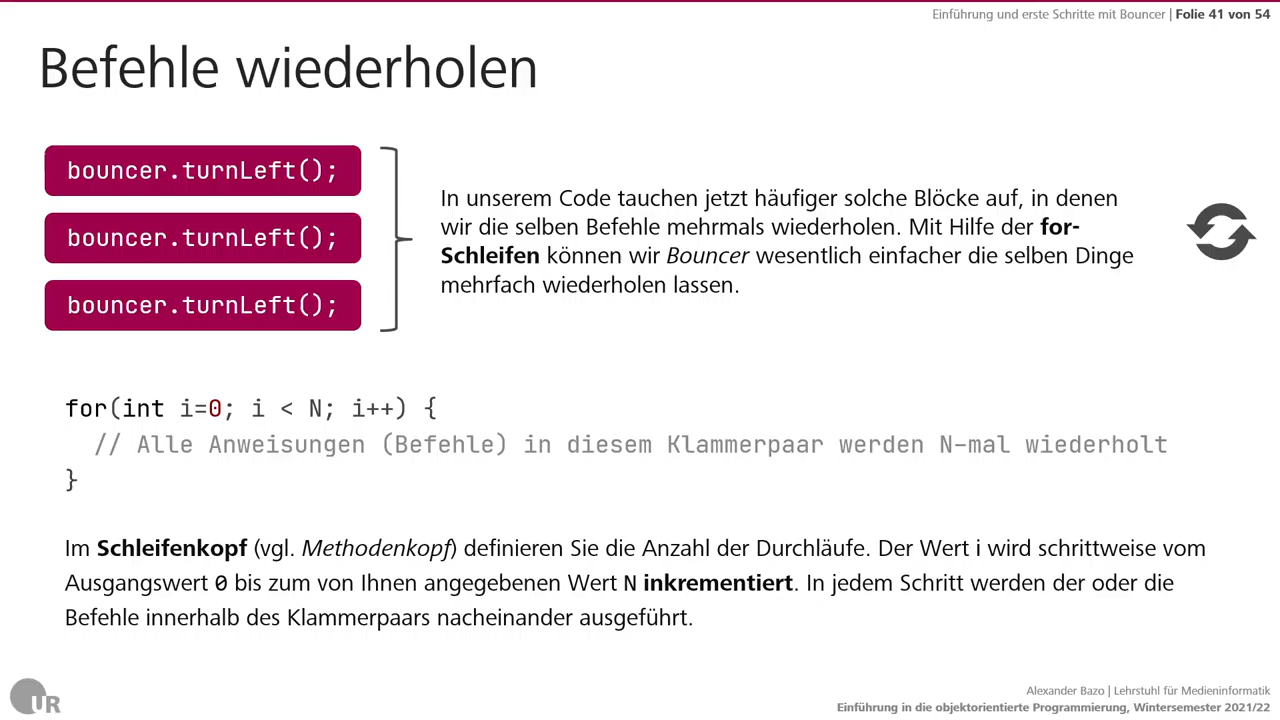 Einführung und erste Schritte mit Bouncer | Folie 41 von 54
Befehle wiederholen
bouncer.turnLeft();
bouncer.turnLeft();
bouncer.turnLeft();
In unserem Code tauchen jetzt häufiger solche Blöcke auf, in denen
wir die selben Befehle mehrmals wiederholen. Mit Hilfe der for-
Schleifen können wir Bouncer wesentlich einfacher die selben Dinge
mehrfach wiederholen lassen.
for(int i=0; i < N; i++) {
// Alle Anweisungen (Befehle) in diesem Klammerpaar werden N-mal wiederholt
}
Im Schleifenkopf (vgl. Methodenkopf) definieren Sie die Anzahl der Durchläufe. Der Wert i wird schrittweise vom
Ausgangswert 0 bis zum von Ihnen angegebenen Wert N inkrementiert. In jedem Schritt werden der oder die
Befehle innerhalb des Klammerpaars nacheinander ausgeführt.
UR
Alexander Bazo | Lehrstuhl für Medieninformatik
Einführung in die objektorientierte Programmierung, Wintersemester 2021/22